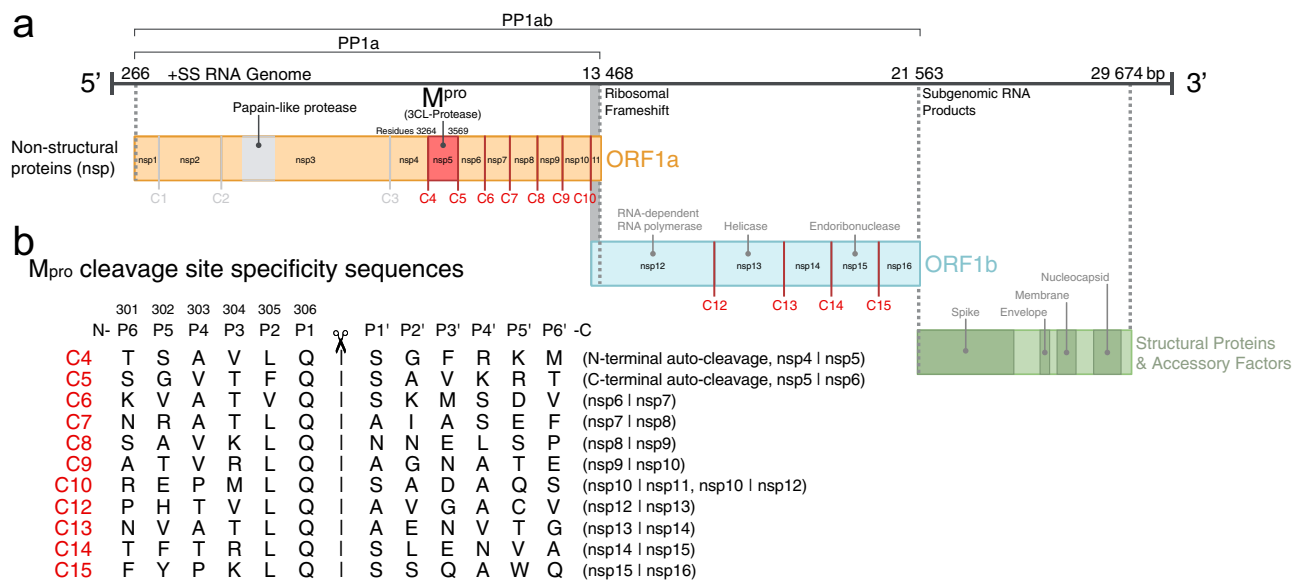 a
PP1ab
PP1a
5’ 266 +SS RNA Genome 13 468 21 563 29 674 bp 3’
Papain-like protease
Mpro
(3CL-Protease)
Residues 3264 3569
Ribosomal
Frameshift
Subgenomic RNA
Products
Non-structural
proteins (nsp)
nsp1 nsp2 nsp3 nsp4 nsp5 nsp6 nsp7 nsp8 nsp9 nsp10 11 ORF1a
C1 C2 C3 C4 C5 C6 C7 C8 C9 C10
RNA-dependent
RNA polymerase
Helicase
Endoribonuclease
nsp12 nsp13 nsp14 nsp15 nsp16 ORF1b
C12 C13 C14 C15
Nucleocapsid
Membrane
Envelope
Spike
Structural Proteins
& Accessory Factors
b
Mpro cleavage site specificity sequences
301 302 303 304 305 306
N- P6 P5 P4 P3 P2 P1 P1' P2' P3' P4' P5' P6' -C
C4 T S A V L Q | S G F R K M (N-terminal auto-cleavage, nsp4 | nsp5)
C5 S G V T F Q | S A V K R T (C-terminal auto-cleavage, nsp5 | nsp6)
C6 K V A T V Q | S K M S D V (nsp6 | nsp7)
C7 N R A T L Q | A I A S E F (nsp7 | nsp8)
C8 S A V K L Q | N N E L S P (nsp8 | nsp9)
C9 A T V R L Q | A G N A T E (nsp9 | nsp10)
C10 R E P M L Q | S A D A Q S (nsp10 | nsp11, nsp10 | nsp12)
C12 P H T V L Q | A V G A C V (nsp12 | nsp13)
C13 N V A T L Q | A E N V T G (nsp13 | nsp14)
C14 T F T R L Q | S L E N V A (nsp14 | nsp15)
C15 F Y P K L Q | S S Q A W Q (nsp15 | nsp16)